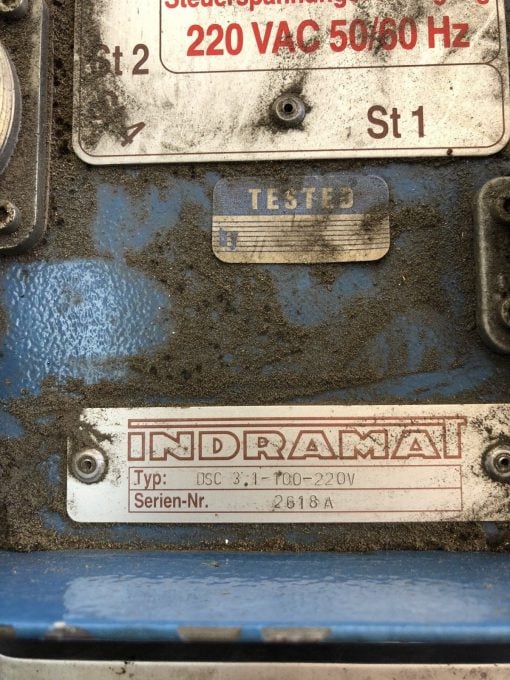 220 VAC 50/60 Hz
St 2
St 1
TESTED
INDRAMAT
Typ: DSC 3.1-100-220V
Serien-Nr. 2618 A